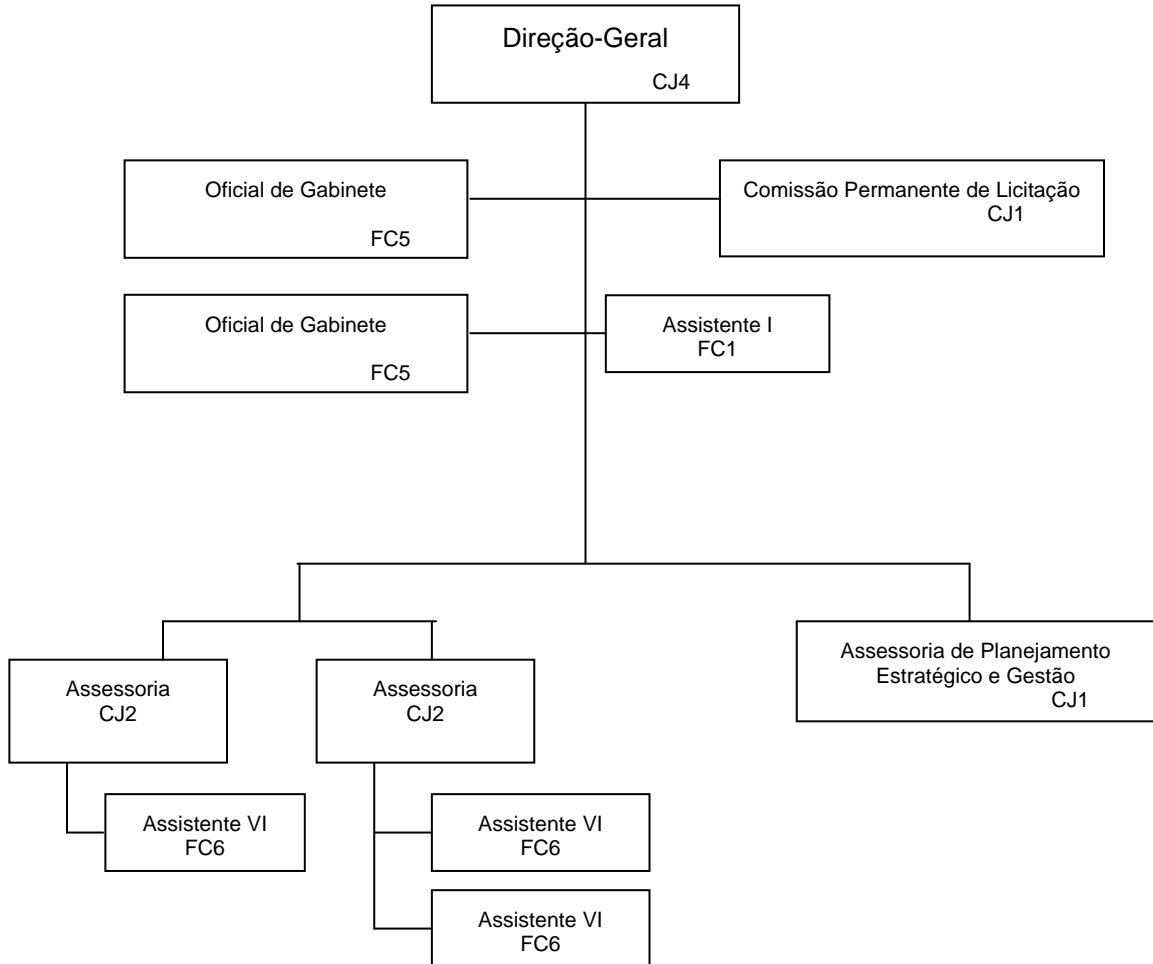 Direção-Geral
CJ4
Oficial de Gabinete
FC5
Comissão Permanente de Licitação
CJ1
Oficial de Gabinete
FC5
Assistente I
FC1
Assessoria
CJ2
Assessoria
CJ2
Assessoria de Planejamento
Estratégico e Gestão
CJ1
Assistente VI
FC6
Assistente VI
FC6
Assistente VI
FC6